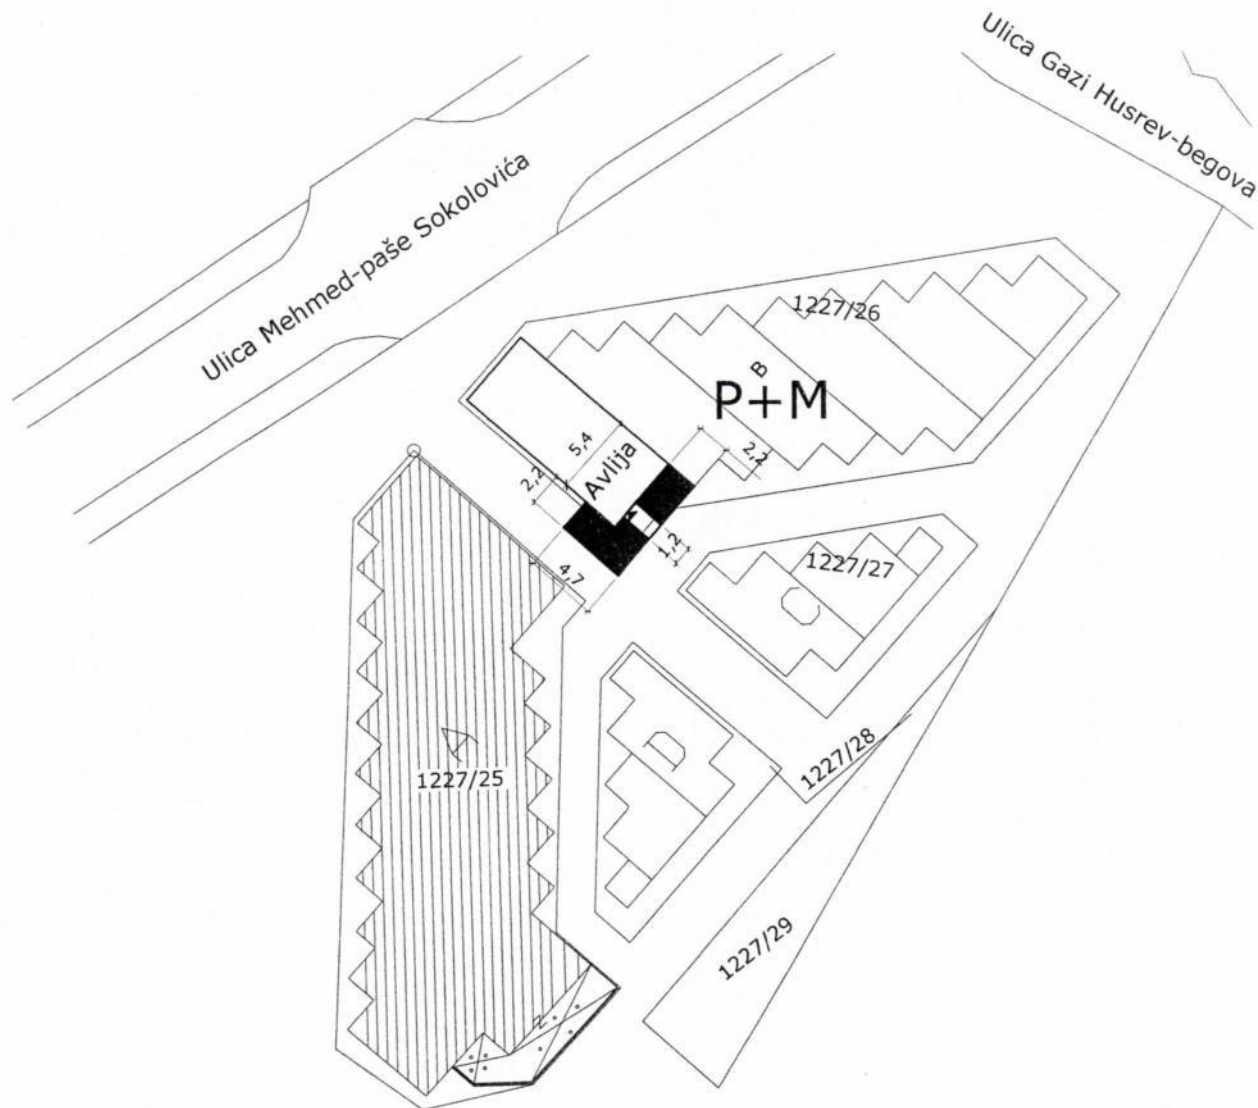 Ulica Gazi Husrev-begova
Ulica Mehmed-paše Sokolovića
1227/26
B
P+M
5,4
Avlija
2,2
2,2
1,2
4,7
1227/27
C
D
A
1227/25
1227/28
1227/29